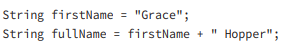 String firstName = "Grace";
String fullName = firstName + " Hopper";